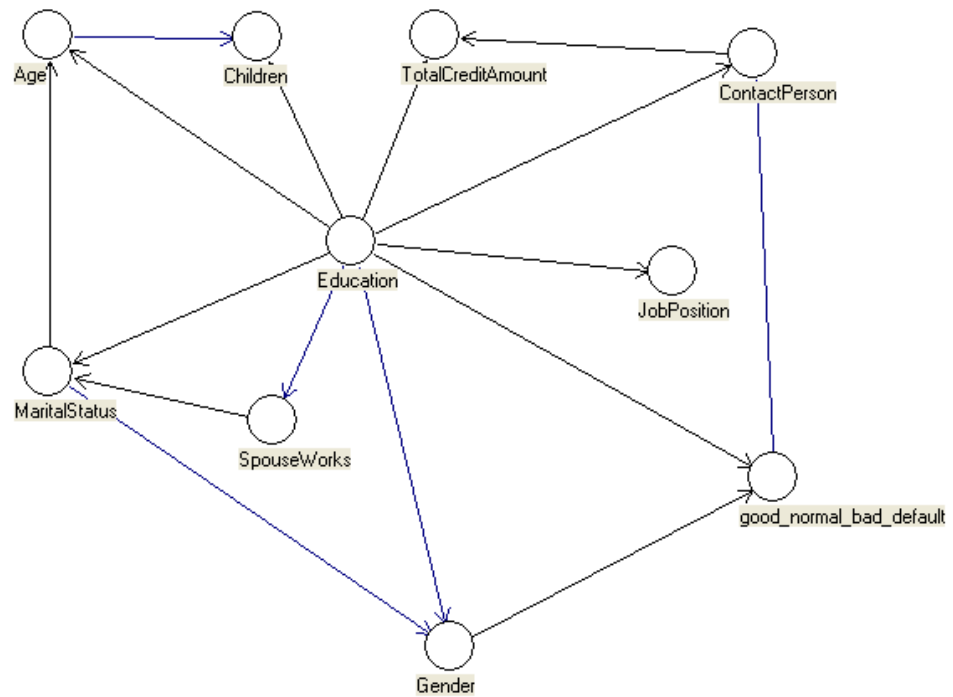 Age
Children
TotalCreditAmount
ContactPerson
Education
JobPosition
MaritalStatus
SpouseWorks
good_normal_bad_default
Gender